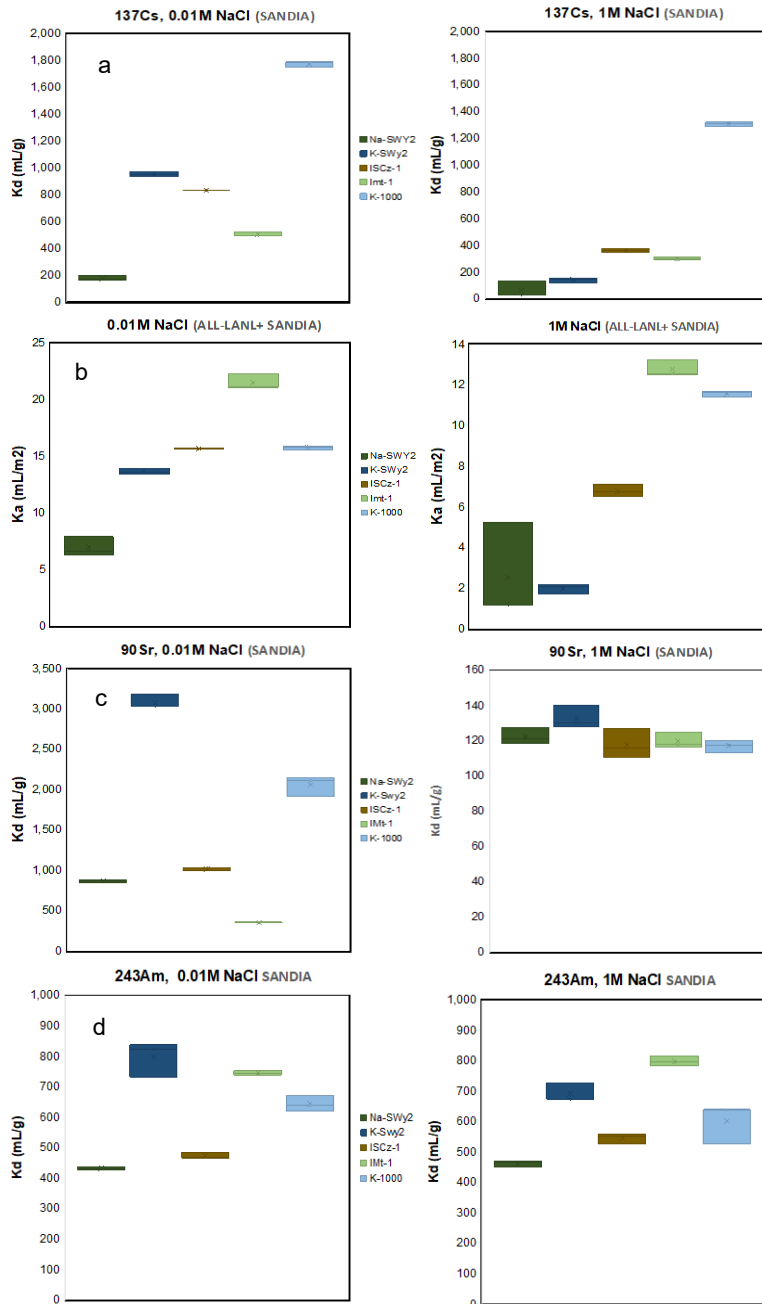 137Cs, 0.01M NaCl (SANDIA)
2,000
1,800
1,600
1,400
1,200
1,000
800
600
400
200
0
Kd (mL/g)
a
Na-SWY2
K-SWy2
ISCz-1
Imt-1
K-1000
137Cs, 1M NaCl (SANDIA)
2,000
1,800
1,600
1,400
1,200
1,000
800
600
400
200
0
Kd (mL/g)
0.01M NaCl (ALL-LANL+ SANDIA)
25
20
15
10
5
0
Ka (mL/m2)
b
Na-SWY2
K-SWy2
ISCz-1
Imt-1
K-1000
1M NaCl (ALL-LANL+ SANDIA)
14
12
10
8
6
4
2
0
Ka (mL/m2)
90Sr, 0.01M NaCl (SANDIA)
3,500
3,000
2,500
2,000
1,500
1,000
500
0
Kd (mL/g)
c
Na-SWy2
K-Swy2
ISCz-1
IMt-1
K-1000
90Sr, 1M NaCl (SANDIA)
160
140
120
100
80
60
40
20
0
Kd (mL/g)
243Am, 0.01M NaCl SANDIA
1,000
900
800
700
600
500
400
300
200
100
0
Kd (mL/g)
d
Na-SWy2
K-Swy2
ISCz-1
IMt-1
K-1000
243Am, 1M NaCl SANDIA
1,000
900
800
700
600
500
400
300
200
100
0
Kd (mL/g)